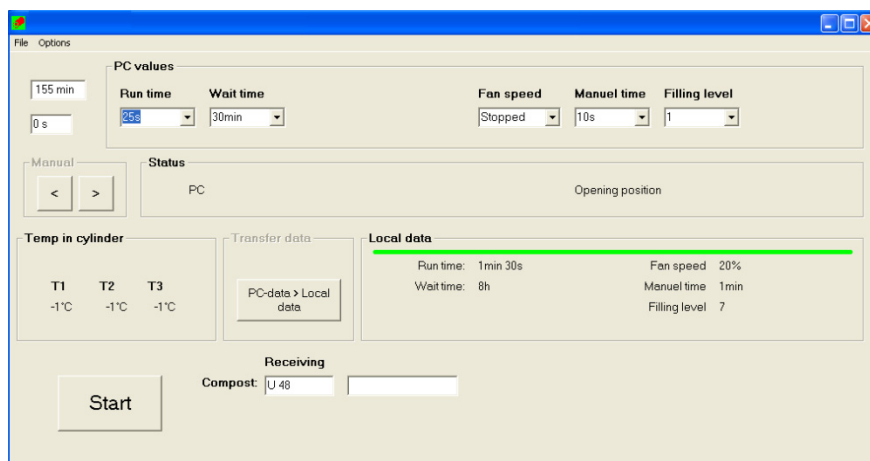 File Options
PC values
155 min
Run time Wait time Fan speed Manuel time Filling level
0 s
25s 30min Stopped 10s 1
Manual Status
< > PC Opening position
Temp in cylinder Transfer data Local data
Run time: 1min 30s Fan speed 20%
T1 T2 T3 PC-data > Local data Wait time: 8h Manuel time 1min
-1°C -1°C -1°C Filling level 7
Receiving
Compost: U 48
Start